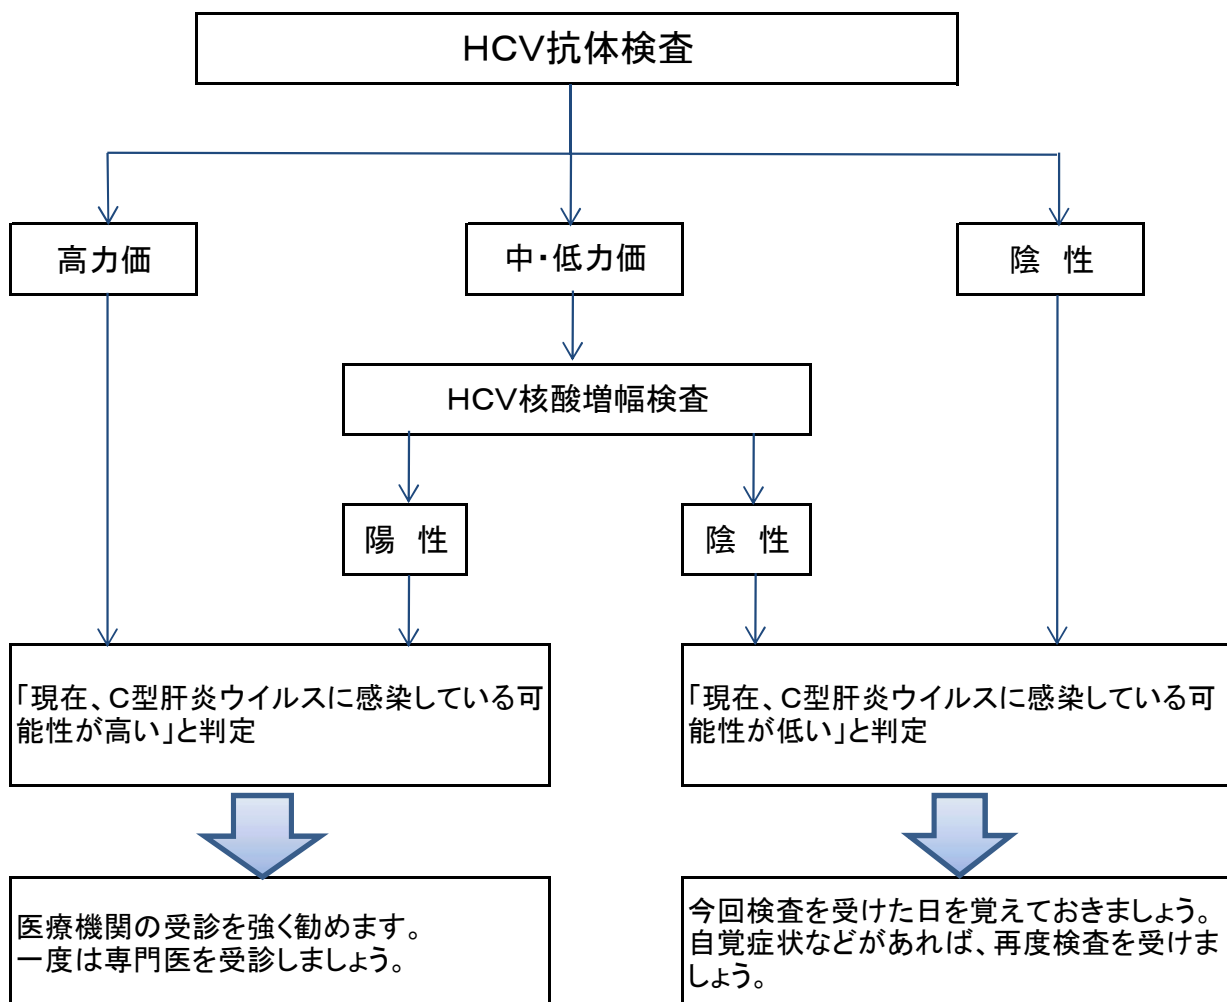 HCV抗体検査
高力価
中・低力価
陰 性
HCV核酸増幅検査
陽 性
陰 性
「現在、C型肝炎ウイルスに感染している可
能性が高い」と判定
「現在、C型肝炎ウイルスに感染している可
能性が低い」と判定
医療機関の受診を強く勧めます。
一度は専門医を受診しましょう。
今回検査を受けた日を覚えておきましょう。
自覚症状などがあれば、再度検査を受けま
しょう。